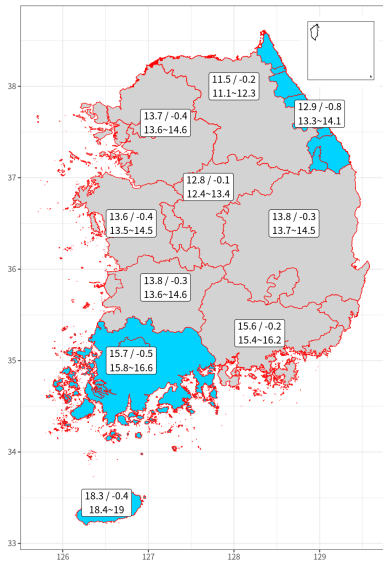 38
37
36
35
34
33
11.5 / -0.2
11.1~12.3
12.9 / -0.8
13.3~14.1
13.7 / -0.4
13.6~14.6
12.8 / -0.1
12.4~13.4
13.6 / -0.4
13.5~14.5
13.8 / -0.3
13.7~14.5
13.8 / -0.3
13.6~14.6
15.6 / -0.2
15.4~16.2
15.7 / -0.5
15.8~16.6
18.3 / -0.4
18.4~19
126
127
128
129